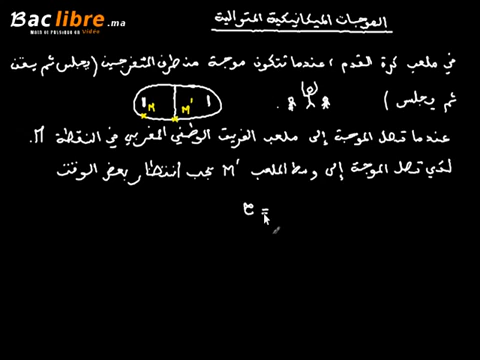 Baclibre.ma
الموجات الميكانيكية المتوالية
في ملعب كرة القدم ، عندما تتكون موجة من طرف المتفرجين (يجلس ثم يقف
ثم يجلس)
M M'
عندما تصل الموجة إلى ملعب الفريق الوطني المغربي في النقطة M.
لكي تصل الموجة إلى وسط الملعب M' يجب انتظار بعض الوقت
τ =